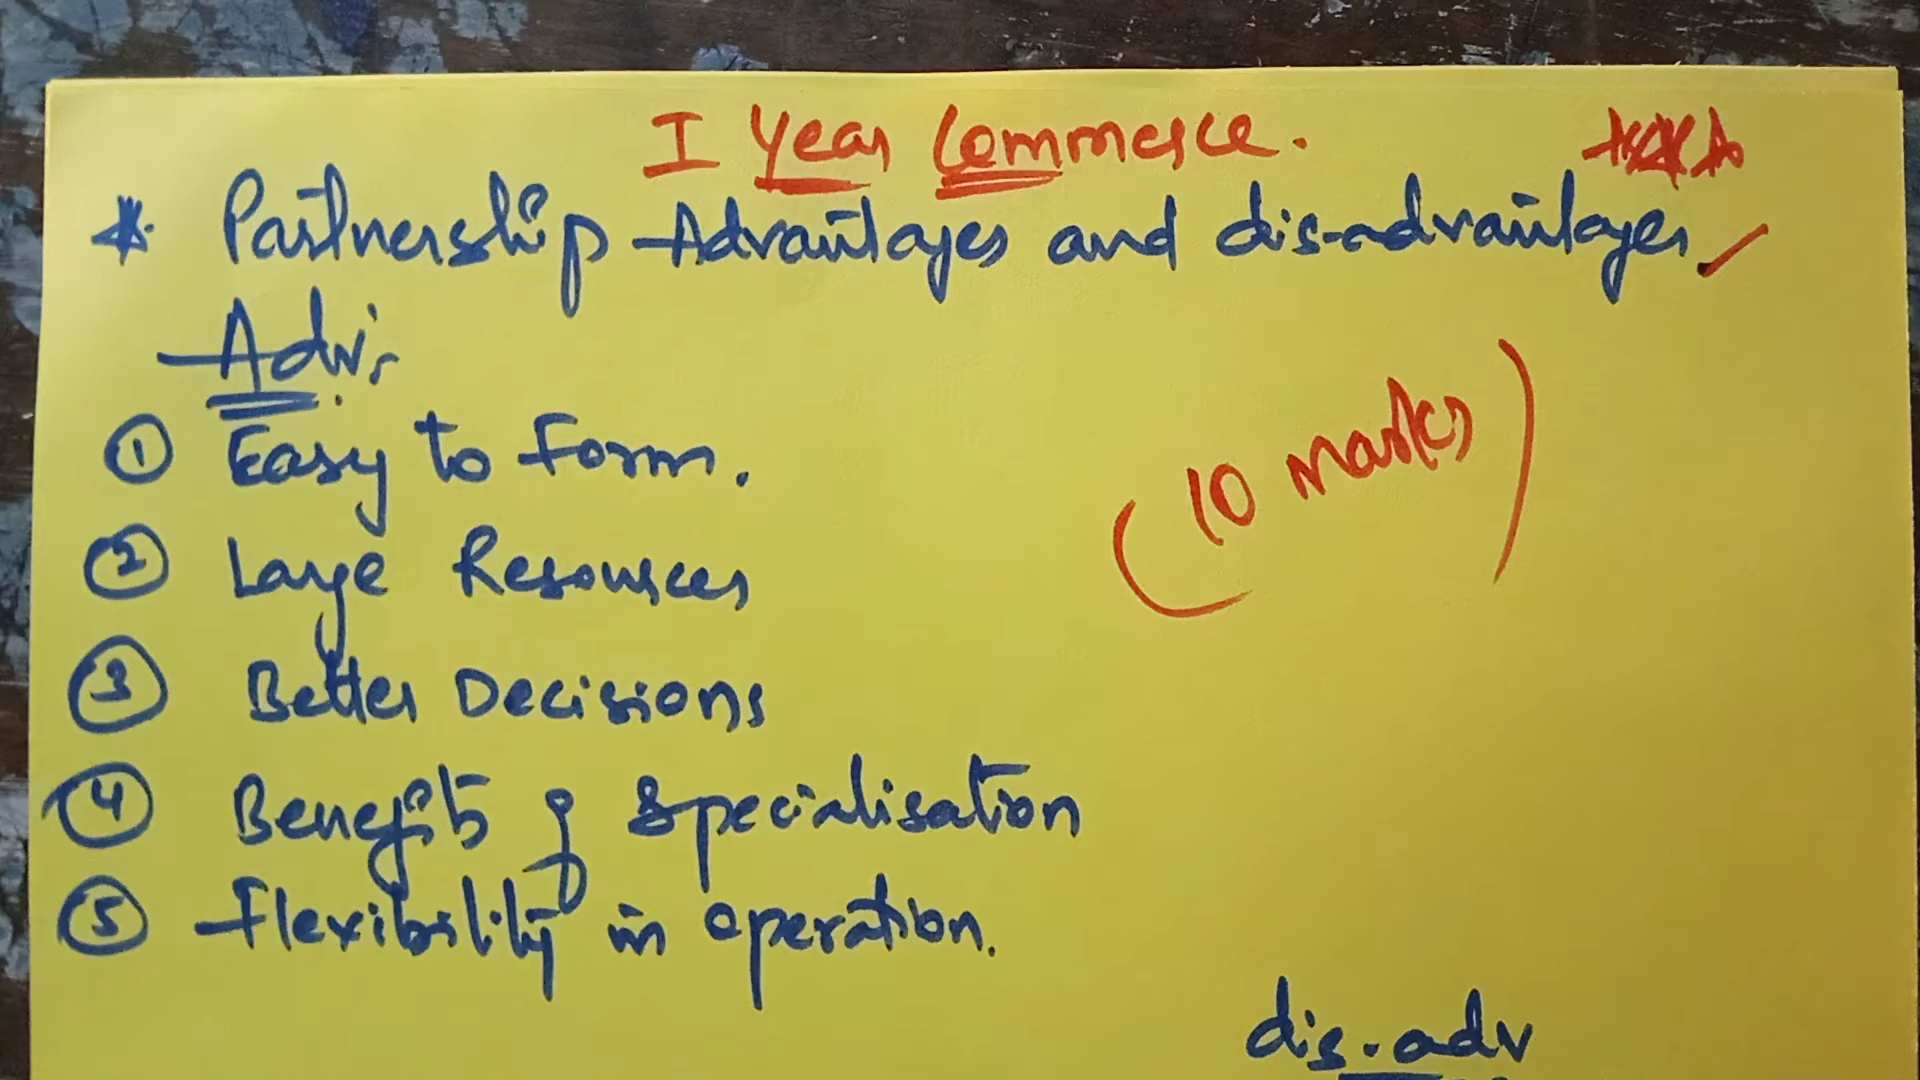 I Year Commerce.
* Partnership Advantages and dis-advantages
Adv:
① Easy to form.
② Large Resources
③ Better Decisions
④ Benefits of Specialisation
⑤ Flexibility in operation.
(10 marks)
dis-adv